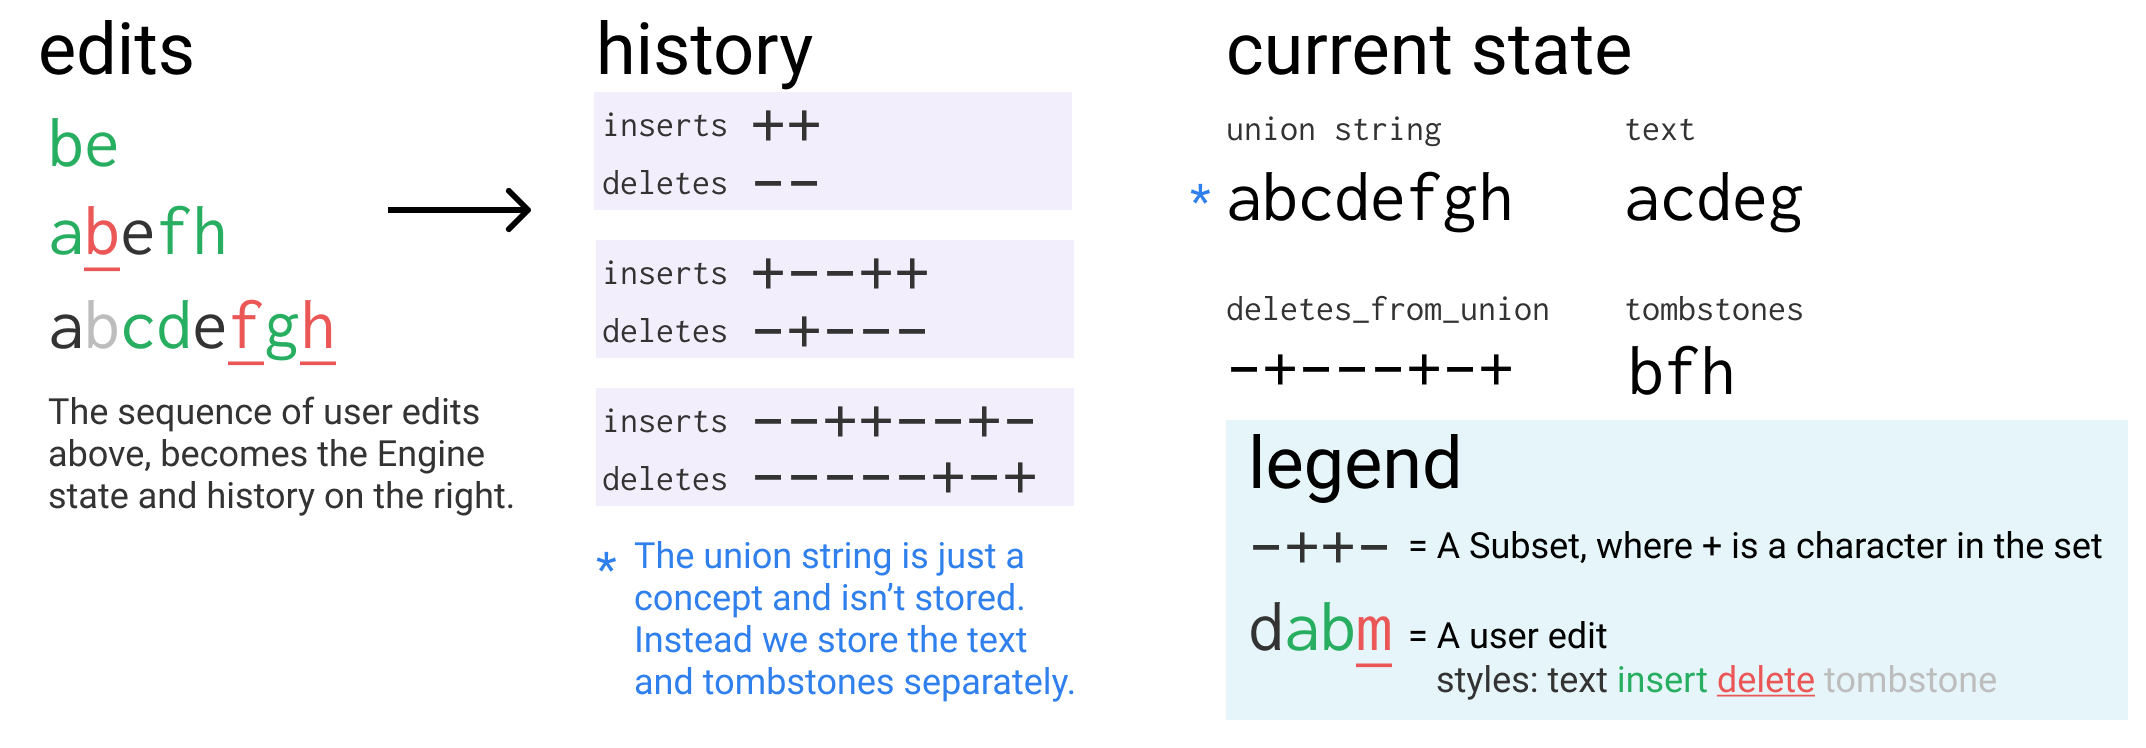 edits
be
abefh
abcdefgh
The sequence of user edits
above, becomes the Engine
state and history on the right.
history
inserts ++
deletes −−
inserts +−−++
deletes −+−−−
inserts −−++−−+−
deletes −−−−−+−+
* The union string is just a
concept and isn’t stored.
Instead we store the text
and tombstones separately.
current state
union string
* abcdefgh
text
acdeg
deletes_from_union
−+−−−+−+
tombstones
bfh
legend
−++− = A Subset, where + is a character in the set
dabm = A user edit
styles: text insert delete tombstone